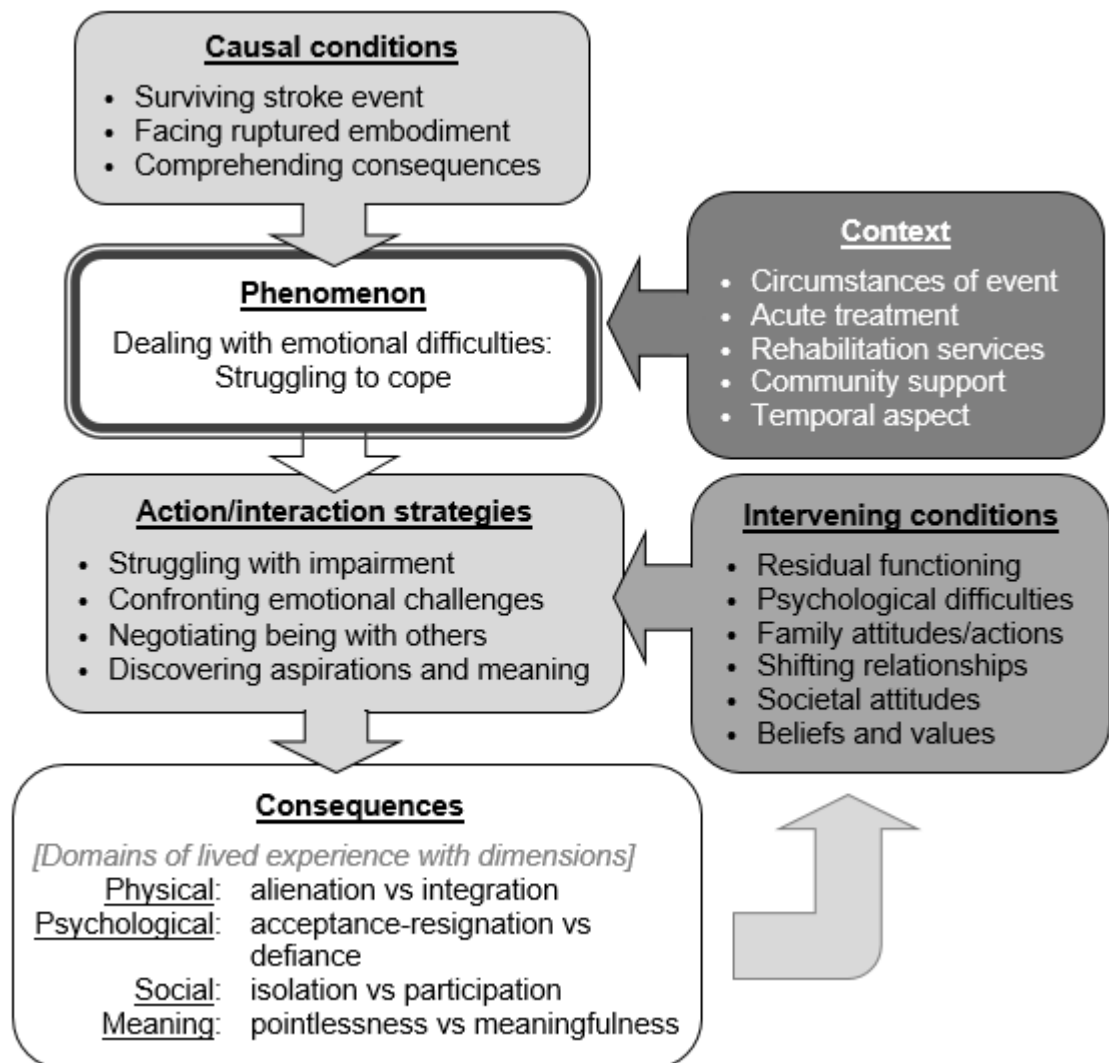 Causal conditions
• Surviving stroke event
• Facing ruptured embodiment
• Comprehending consequences
Context
• Circumstances of event
• Acute treatment
• Rehabilitation services
• Community support
• Temporal aspect
Phenomenon
Dealing with emotional difficulties:
Struggling to cope
Action/interaction strategies
• Struggling with impairment
• Confronting emotional challenges
• Negotiating being with others
• Discovering aspirations and meaning
Intervening conditions
• Residual functioning
• Psychological difficulties
• Family attitudes/actions
• Shifting relationships
• Societal attitudes
• Beliefs and values
Consequences
[Domains of lived experience with dimensions]
Physical: alienation vs integration
Psychological: acceptance-resignation vs
defiance
Social: isolation vs participation
Meaning: pointlessness vs meaningfulness